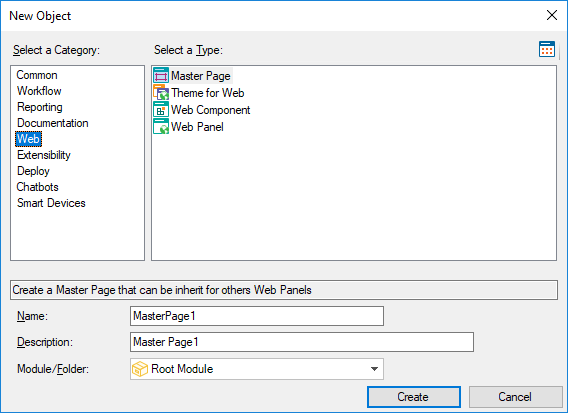 New Object
Select a Category:
Select a Type:
Common
Workflow
Reporting
Documentation
Web
Extensibility
Deploy
Chatbots
Smart Devices
Master Page
Theme for Web
Web Component
Web Panel
Create a Master Page that can be inherit for others Web Panels
Name:
MasterPage1
Description:
Master Page1
Module/Folder:
Root Module
Create
Cancel